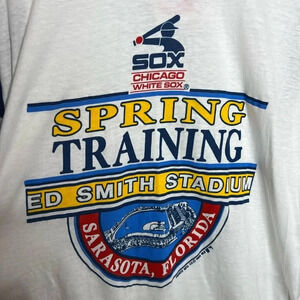 SOX
CHICAGO
WHITE SOX®
SPRING
TRAINING
ED SMITH STADIUM
SARASOTA, FLORIDA